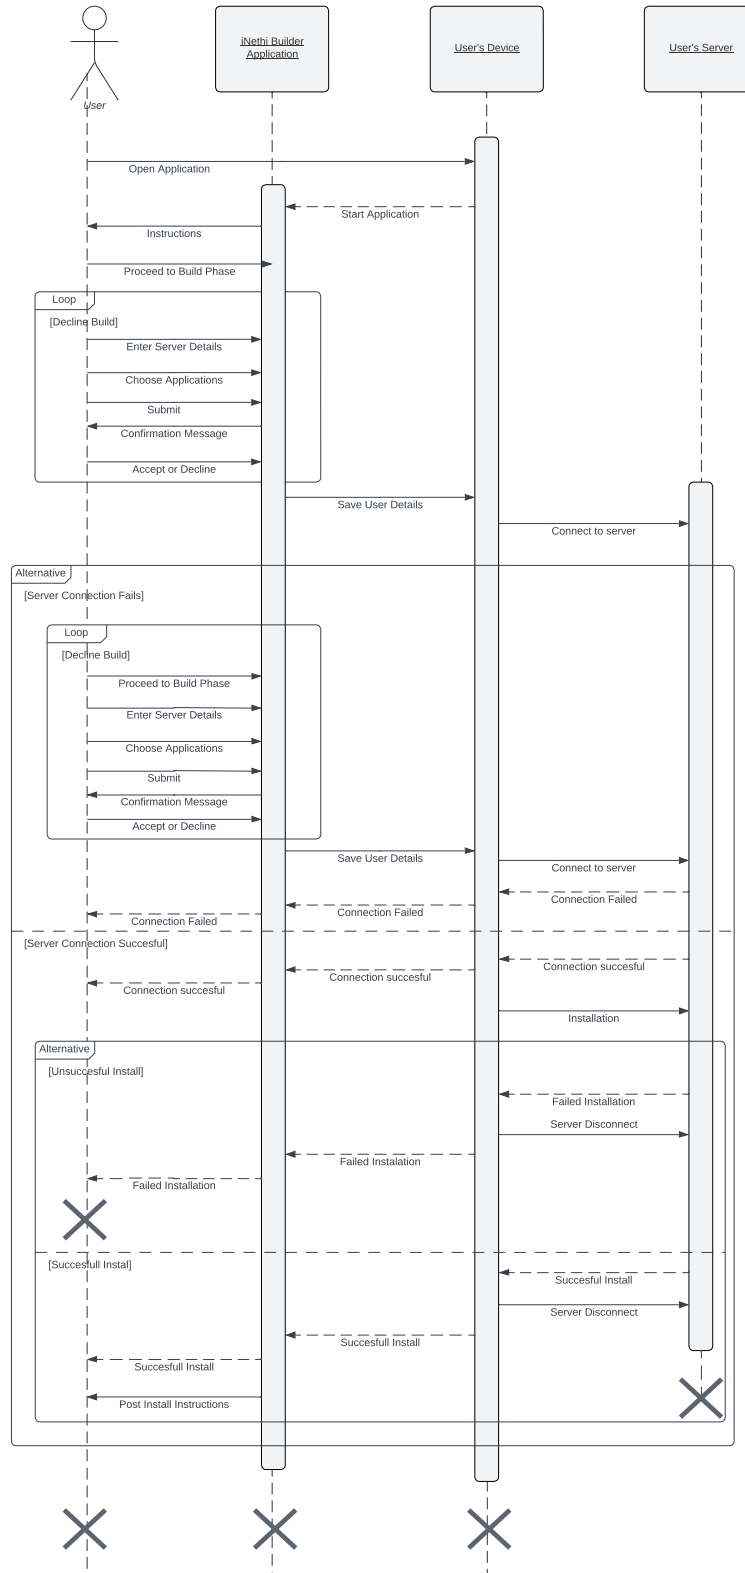 iNethi Builder
Application
User's Device
User's Server
User
Open Application
Start Application
Instructions
Proceed to Build Phase
Loop
[Decline Build]
Enter Server Details
Choose Applications
Submit
Confirmation Message
Accept or Decline
Save User Details
Connect to server
Alternative
[Server Connection Fails]
Loop
[Decline Build]
Proceed to Build Phase
Enter Server Details
Choose Applications
Submit
Confirmation Message
Accept or Decline
Save User Details
Connect to server
Connection Failed
Connection Failed
Connection Failed
[Server Connection Succesful]
Connection succesful
Connection succesful
Connection succesful
Installation
Alternative
[Unsuccesful Install]
Failed Installation
Server Disconnect
Failed Instalation
Failed Installation
[Succesfull Instal]
Succesful Install
Server Disconnect
Succesfull Install
Succesfull Install
Post Install Instructions